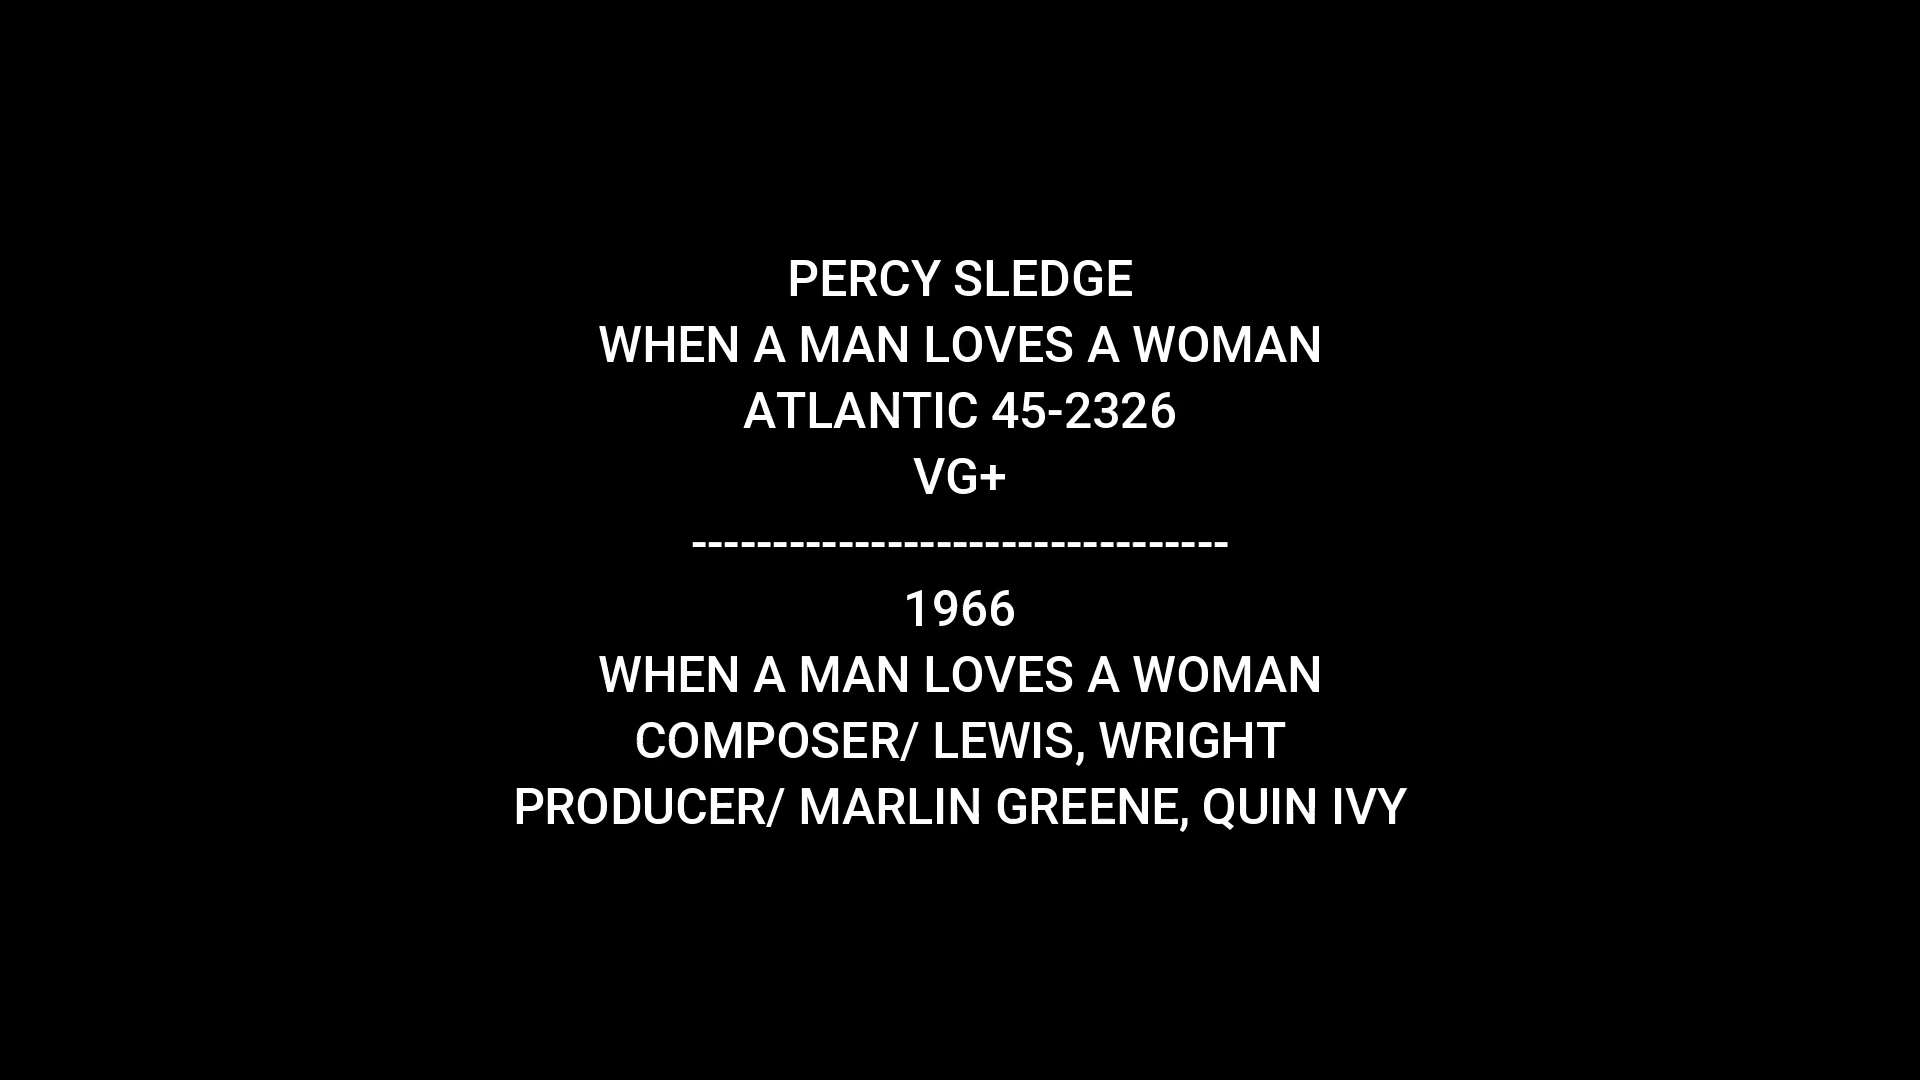 PERCY SLEDGE
WHEN A MAN LOVES A WOMAN
ATLANTIC 45-2326
VG+
---------------------------------
1966
WHEN A MAN LOVES A WOMAN
COMPOSER/ LEWIS, WRIGHT
PRODUCER/ MARLIN GREENE, QUIN IVY